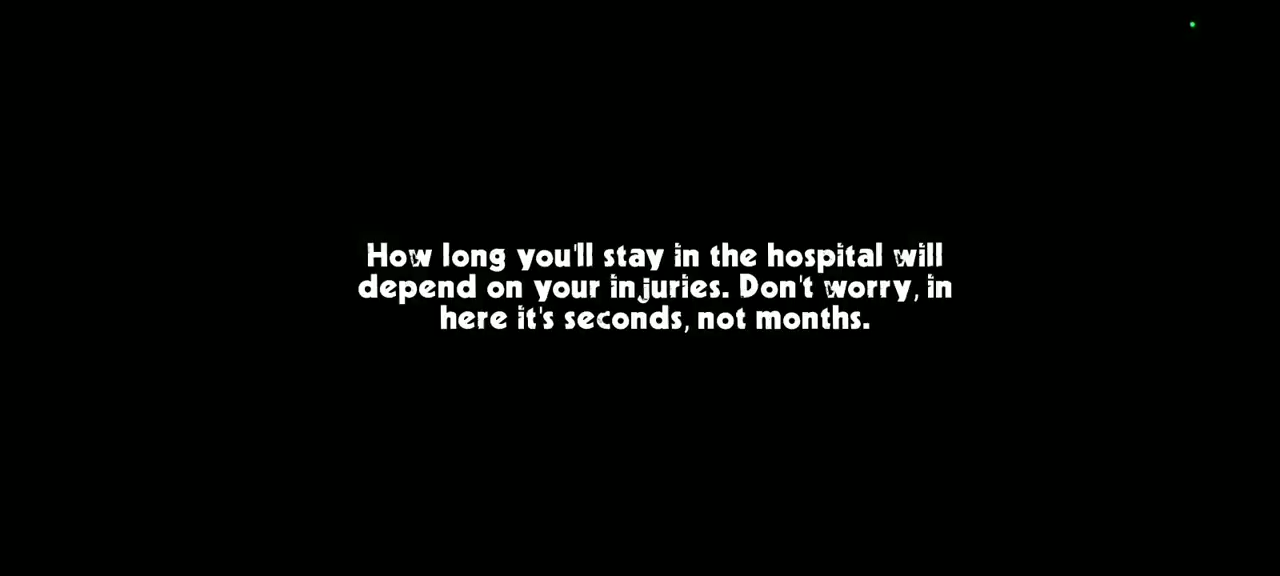 How long you'll stay in the hospital will
depend on your injuries. Don't worry, in
here it's seconds, not months.